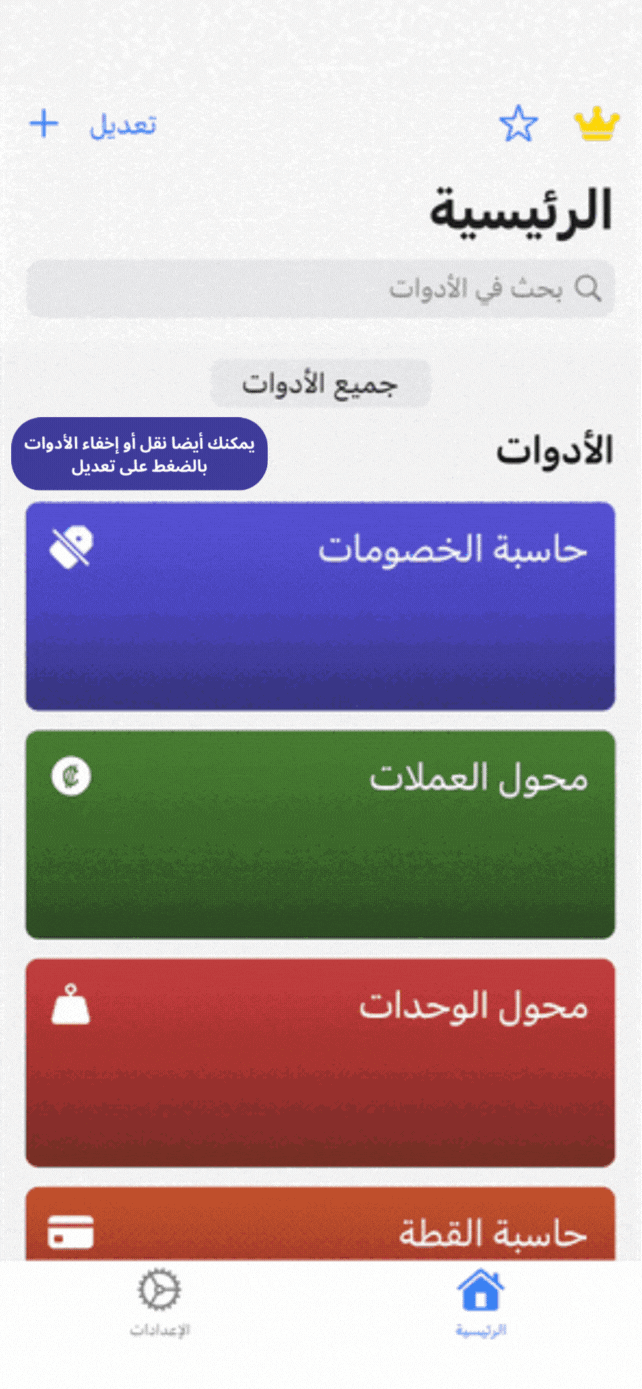 تعديل
الرئيسية
بحث في الأدوات
جميع الأدوات
الأدوات
يمكنك أيضا نقل أو إخفاء الأدوات
بالضغط على تعديل
حاسبة الخصومات
محول العملات
محول الوحدات
حاسبة القطة
الرئيسية
الإعدادات